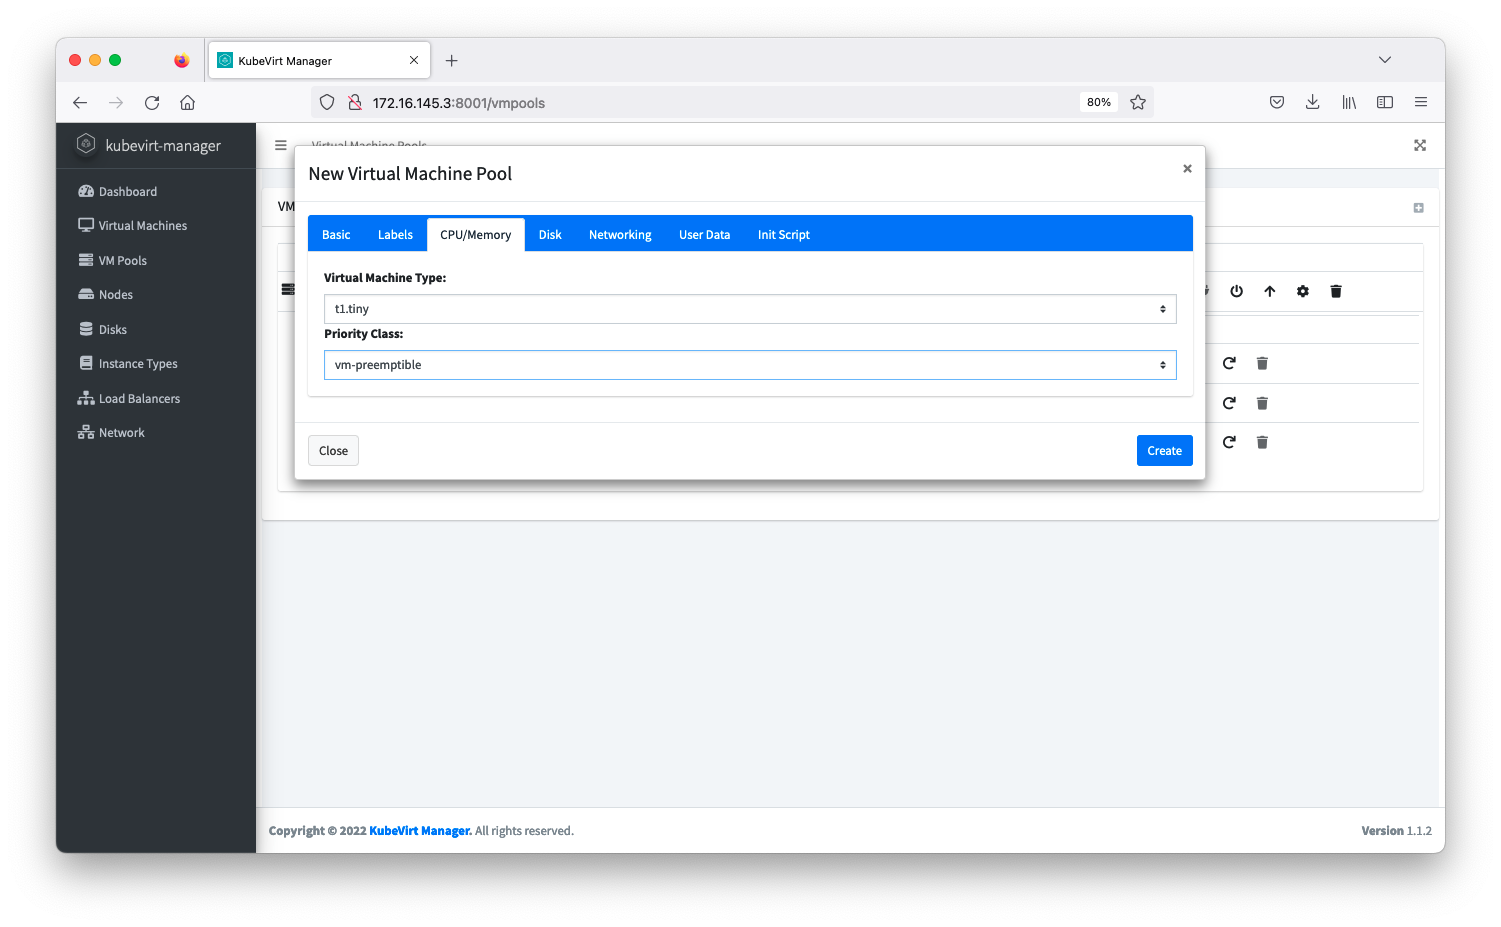 KubeVirt Manager
172.16.145.3:8001/vmpools
80%
kubevirt-manager
Dashboard
Virtual Machines
VM Pools
Nodes
Disks
Instance Types
Load Balancers
Network
Virtual Machine Pools
VM
New Virtual Machine Pool
Basic Labels CPU/Memory Disk Networking User Data Init Script
Virtual Machine Type:
t1.tiny
Priority Class:
vm-preemptible
Close Create
Copyright © 2022 KubeVirt Manager. All rights reserved.
Version 1.1.2